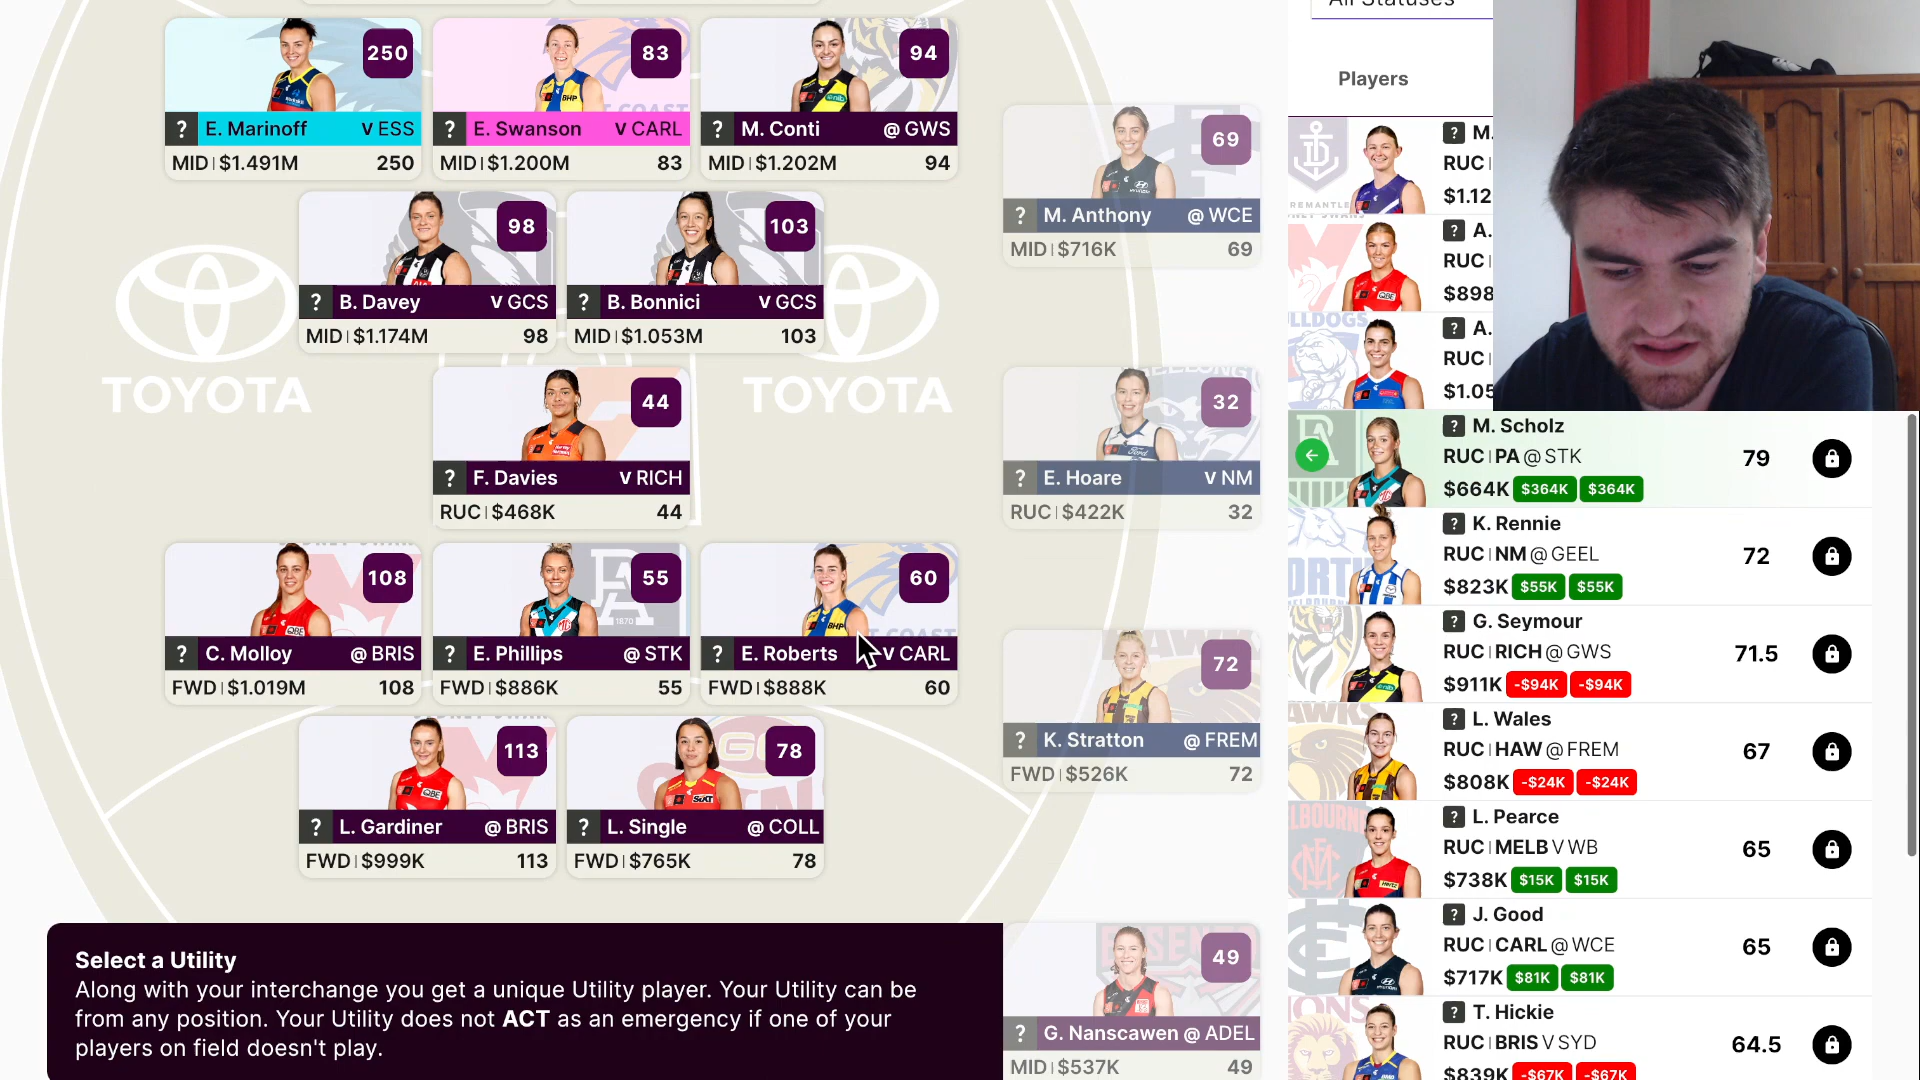 All Statuses
Players
250
? E. Marinoff V ESS
MID | $1.491M 250
83
? E. Swanson V CARL
MID | $1.200M 83
94
? M. Conti @ GWS
MID | $1.202M 94
98
? B. Davey V GCS
MID | $1.174M 98
103
? B. Bonnici V GCS
MID | $1.053M 103
69
? M. Anthony @ WCE
MID | $716K 69
TOYOTA
TOYOTA
44
? F. Davies V RICH
RUC | $468K 44
32
? E. Hoare V NM
RUC | $422K 32
108
? C. Molloy @ BRIS
FWD | $1.019M 108
55
? E. Phillips @ STK
FWD | $886K 55
60
? E. Roberts V CARL
FWD | $888K 60
72
? K. Stratton @ FREM
FWD | $526K 72
113
? L. Gardiner @ BRIS
FWD | $999K 113
78
? L. Single @ COLL
FWD | $765K 78
49
? G. Nanscawen @ ADEL
MID | $537K 49
Select a Utility
Along with your interchange you get a unique Utility player. Your Utility can be
from any position. Your Utility does not ACT as an emergency if one of your
players on field doesn't play.
? M.
RUC |
$1.12
? A.
RUC |
$898
? A.
RUC |
$1.05
? M. Scholz
RUC | PA @ STK 79
$664K $364K $364K
? K. Rennie
RUC | NM @ GEEL 72
$823K $55K $55K
? G. Seymour
RUC | RICH @ GWS 71.5
$911K -$94K -$94K
? L. Wales
RUC | HAW @ FREM 67
$808K -$24K -$24K
? L. Pearce
RUC | MELB V WB 65
$738K $15K $15K
? J. Good
RUC | CARL @ WCE 65
$717K $81K $81K
? T. Hickie
RUC | BRIS V SYD 64.5
$839K -$67K -$67K